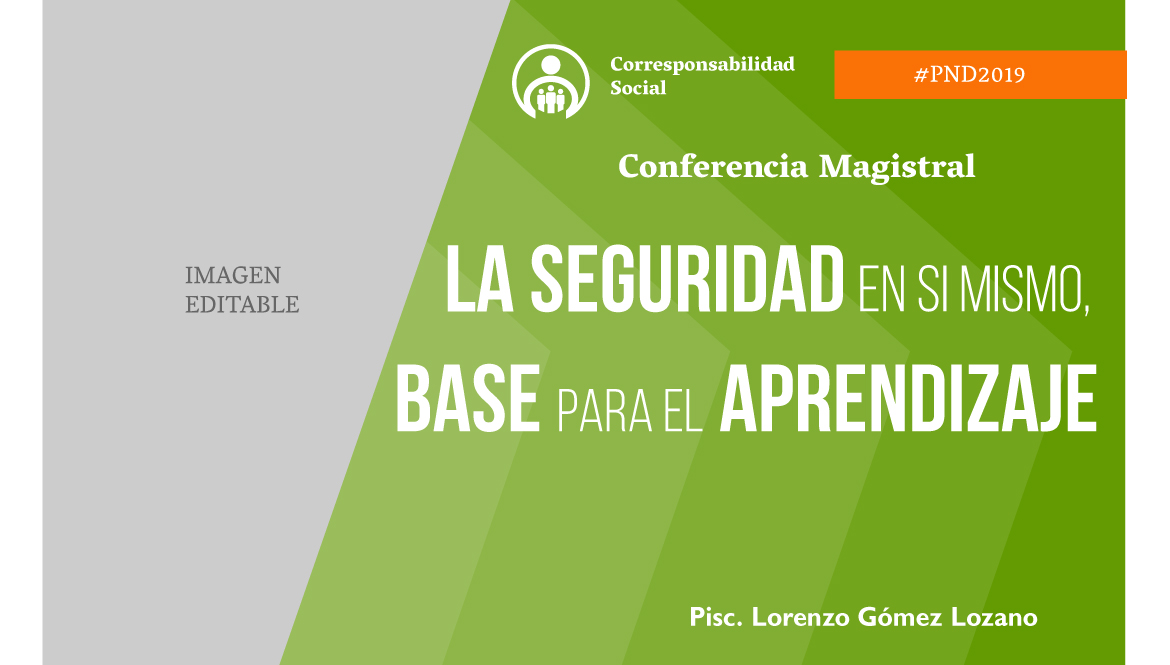 Corresponsabilidad
Social
#PND2019
Conferencia Magistral
IMAGEN
EDITABLE
LA SEGURIDAD EN SI MISMO,
BASE PARA EL APRENDIZAJE
Pisc. Lorenzo Gómez Lozano